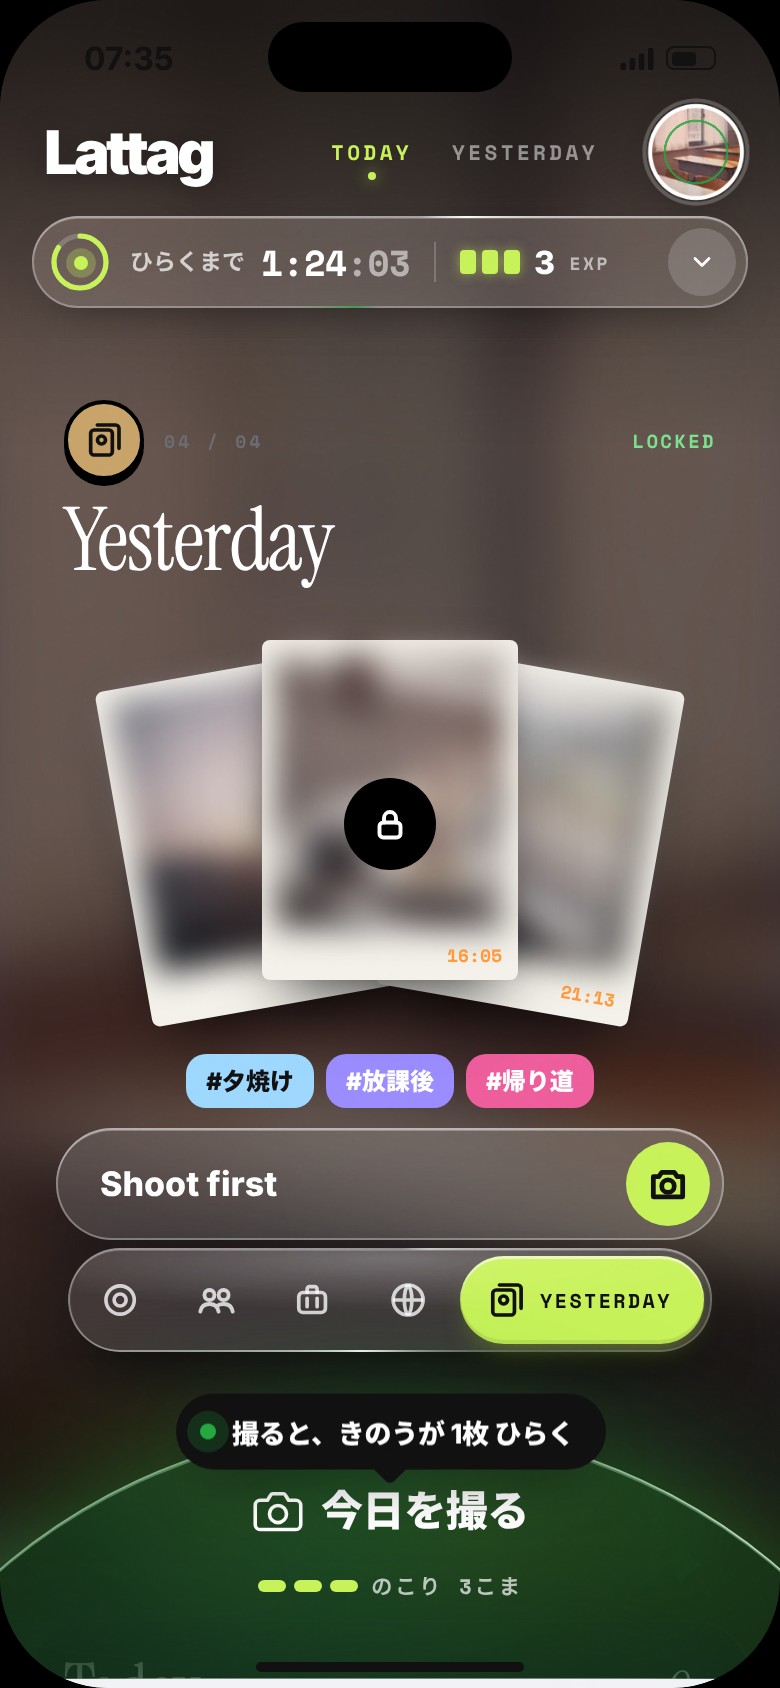 07:35
Lattag
TODAY YESTERDAY
ひらくまで 1:24:03 3 EXP
04 / 04 LOCKED
Yesterday
16:05
21:13
#夕焼け #放課後 #帰り道
Shoot first
YESTERDAY
撮ると、きのうが1枚ひらく
今日を撮る
のこり 3こま